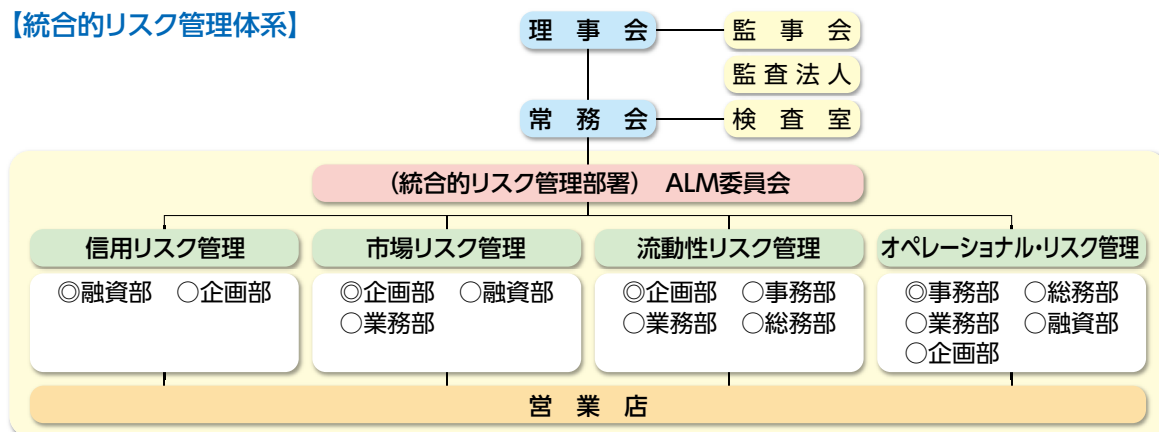 【統合的リスク管理体系】
理事会 監事会
監査法人
常務会 検査室
(統合的リスク管理部署) ALM委員会
信用リスク管理 市場リスク管理 流動性リスク管理 オペレーショナル・リスク管理
◎融資部 ○企画部 ◎企画部 ○融資部 ◎企画部 ○事務部 ◎事務部 ○総務部
○業務部 ○業務部 ○総務部 ○業務部 ○融資部
○企画部
営業店